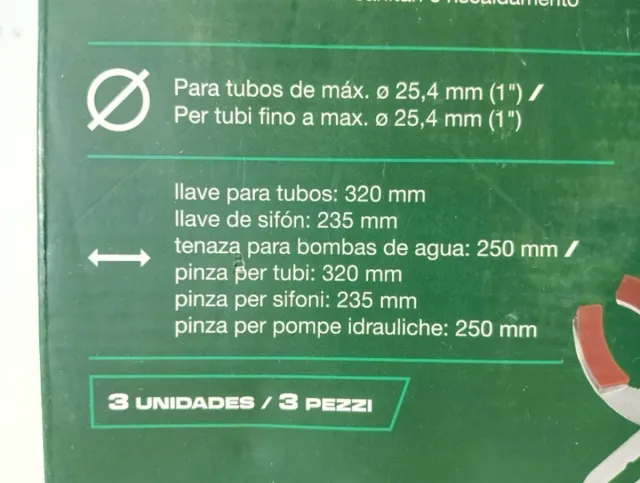 e riscaldamento
Para tubos de máx. ø 25,4 mm (1") /
Per tubi fino a max. ø 25,4 mm (1")
llave para tubos: 320 mm
llave de sifón: 235 mm
tenaza para bombas de agua: 250 mm /
pinza per tubi: 320 mm
pinza per sifoni: 235 mm
pinza per pompe idrauliche: 250 mm
3 UNIDADES / 3 PEZZI